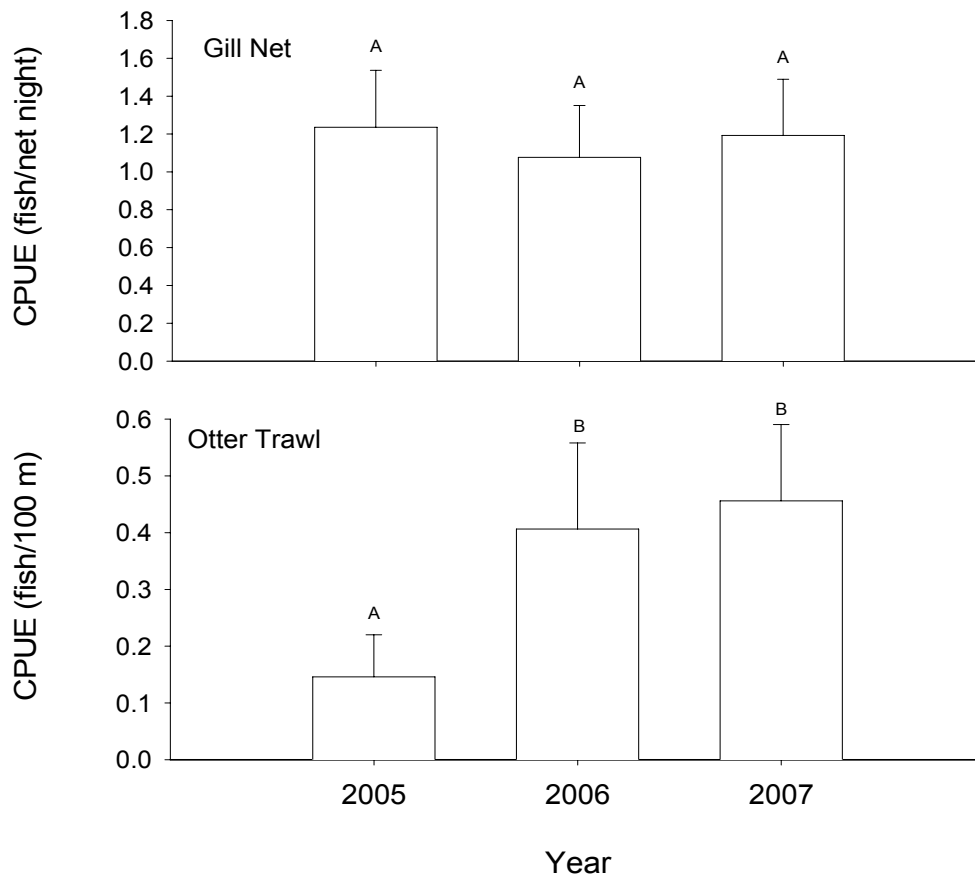 CPUE (fish/net night)
Gill Net
1.8
1.6
1.4
1.2
1.0
0.8
0.6
0.4
0.2
0.0
A
A
A
CPUE (fish/100 m)
Otter Trawl
0.6
0.5
0.4
0.3
0.2
0.1
0.0
A
B
B
2005 2006 2007
Year